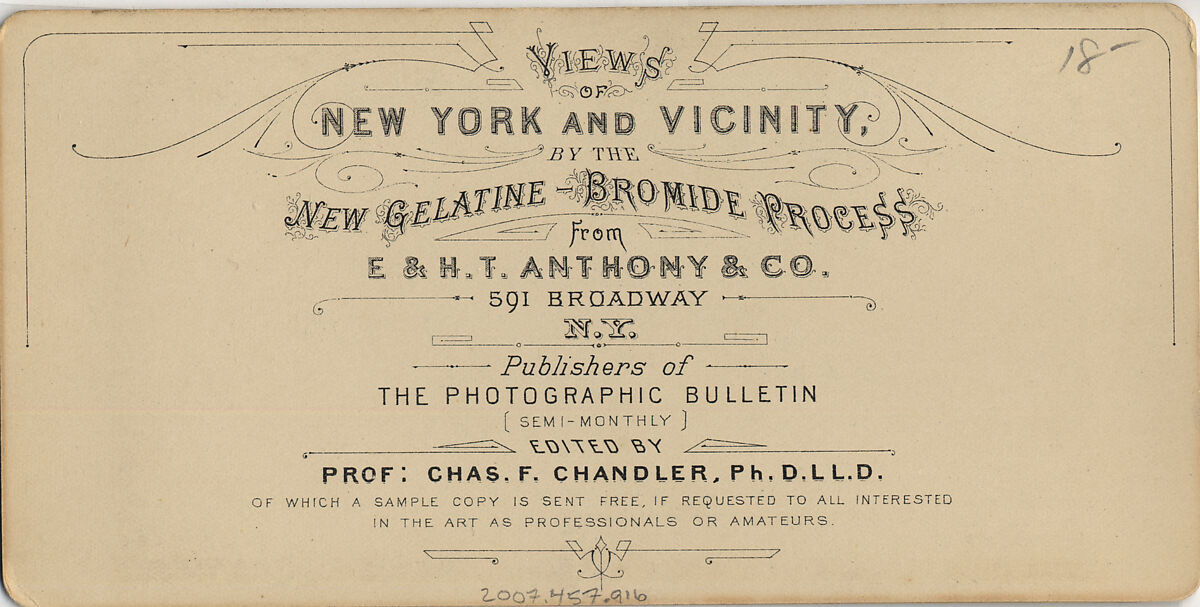 18-
VIEWS
OF
NEW YORK AND VICINITY,
BY THE
NEW GELATINE-BROMIDE PROCESS
From
E & H. T. ANTHONY & CO.
591 BROADWAY
N.Y.
Publishers of
THE PHOTOGRAPHIC BULLETIN
[SEMI-MONTHLY]
EDITED BY
PROF: CHAS. F. CHANDLER, Ph. D. LL. D.
OF WHICH A SAMPLE COPY IS SENT FREE, IF REQUESTED TO ALL INTERESTED
IN THE ART AS PROFESSIONALS OR AMATEURS.
2007.457.916